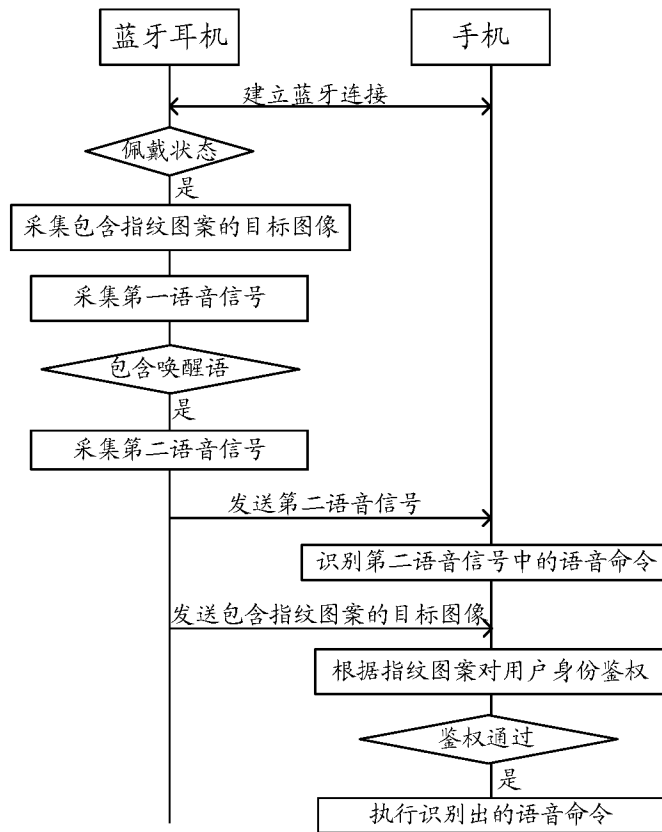 蓝牙耳机
手机
建立蓝牙连接
佩戴状态
是
采集包含指纹图案的目标图像
采集第一语音信号
包含唤醒语
是
采集第二语音信号
发送第二语音信号
识别第二语音信号中的语音命令
发送包含指纹图案的目标图像
根据指纹图案对用户身份鉴权
鉴权通过
是
执行识别出的语音命令